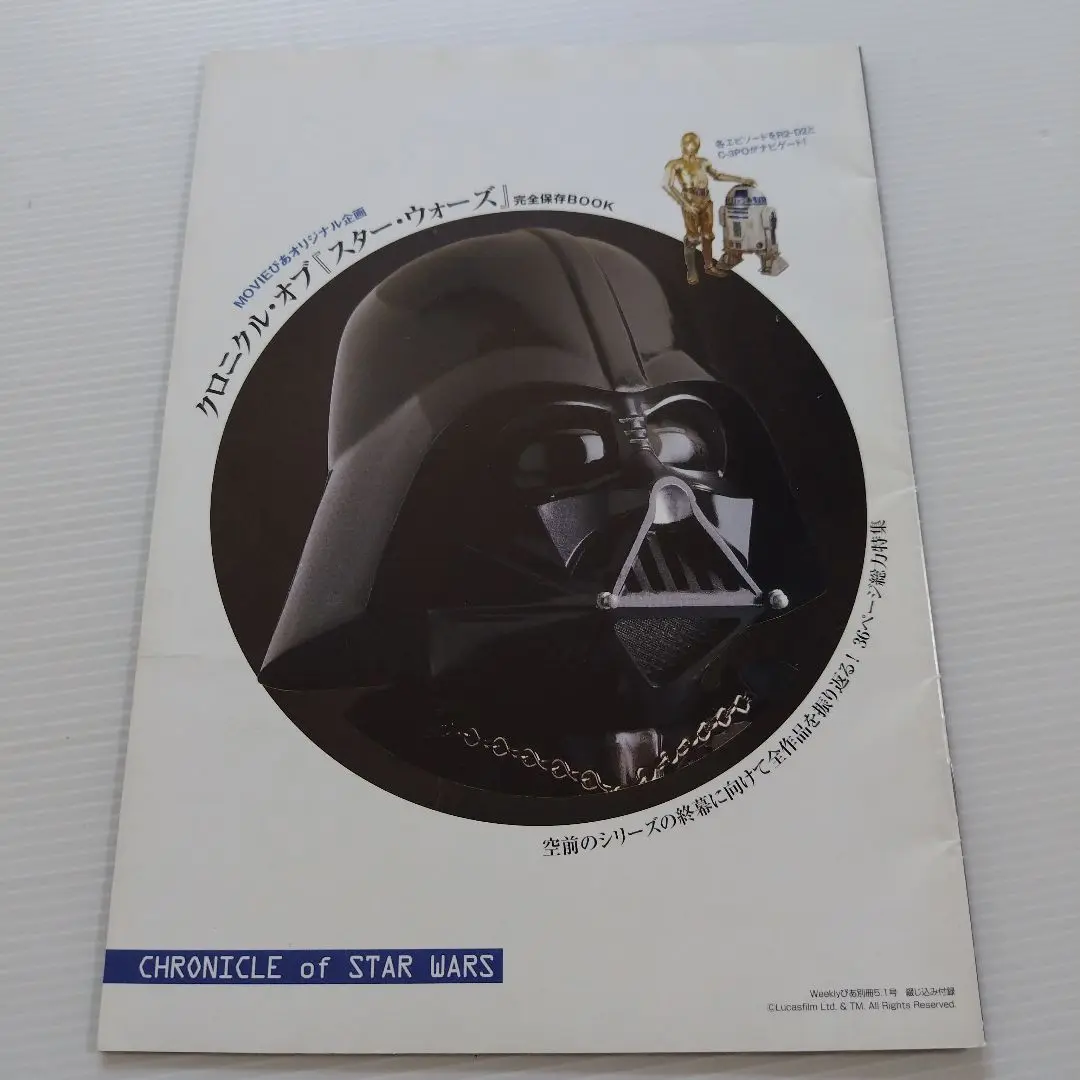 各エピソードをR2-D2と
C-3POがナビゲート!
MOVIEぴあオリジナル企画
クロニクル・オブ『スター・ウォーズ』完全保存BOOK
空前のシリーズの終幕に向けて全作品を振り返る! 36ページ総力特集
CHRONICLE of STAR WARS
Weeklyぴあ別冊5.1号 綴じ込み付録
©Lucasfilm Ltd. & TM. All Rights Reserved.